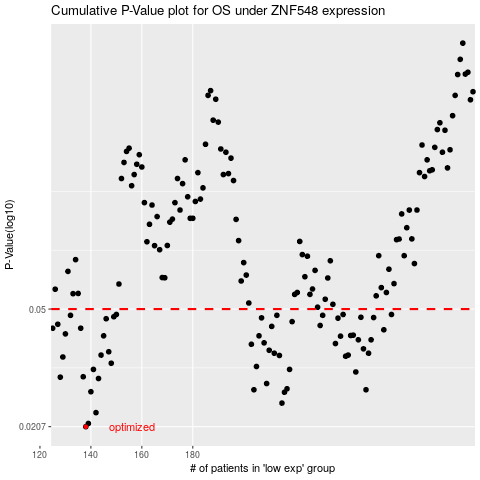 Cumulative P-Value plot for OS under ZNF548 expression
P-Value(log10)
0.05
0.0207
optimized
120 140 160 180
# of patients in 'low exp' group